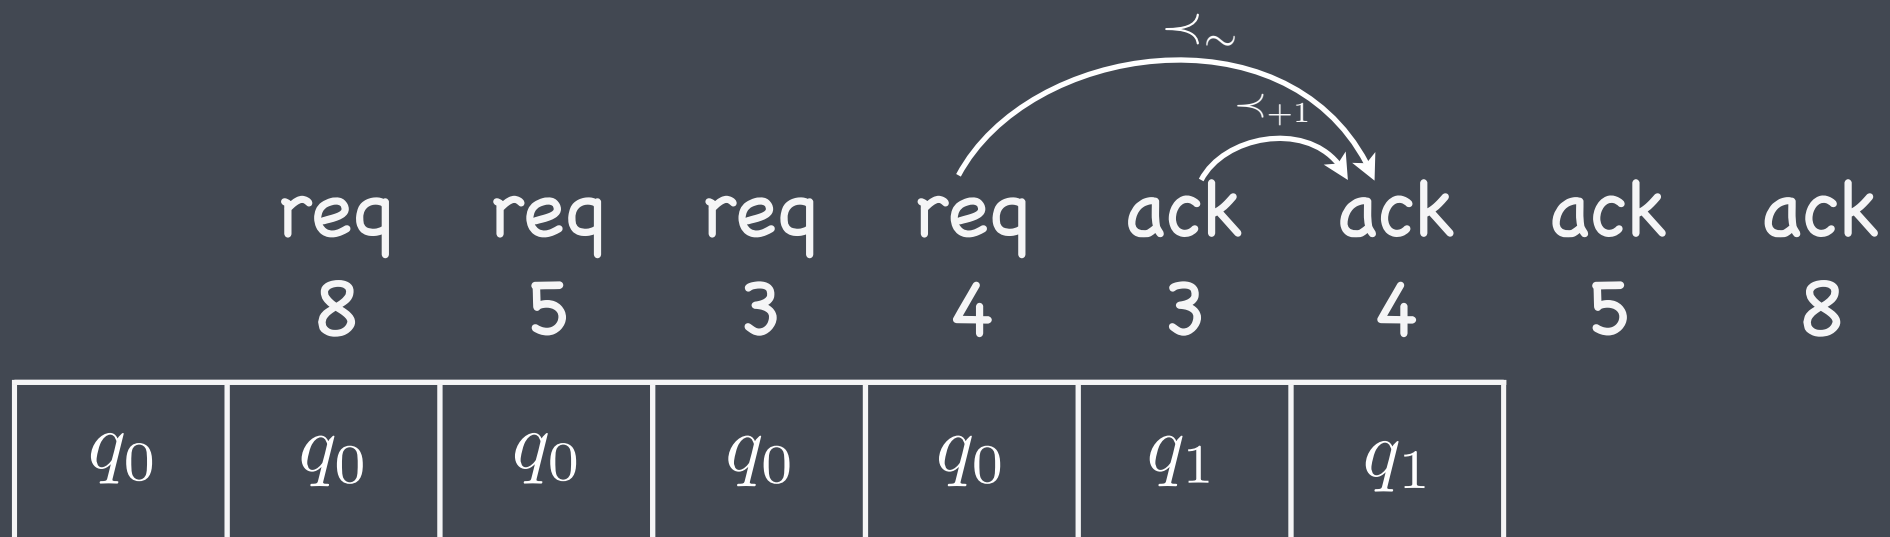 ≺∼
≺+1
req req req req ack ack ack ack
8 5 3 4 3 4 5 8
q0 q0 q0 q0 q0 q1 q1